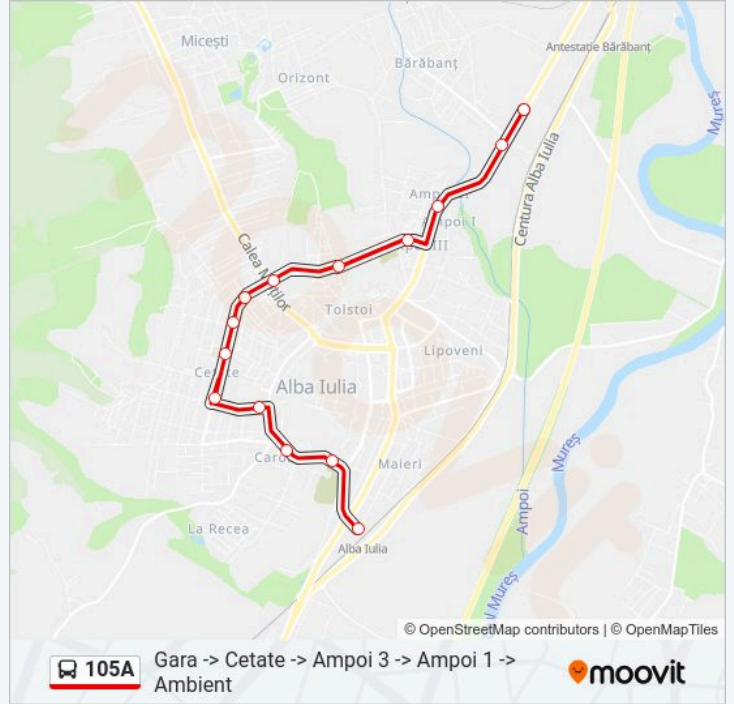 Micești
Orizont
Bărăbanț
Antestație Bărăbanț
Mureș
Centura Alba Iulia
Ampoi I
Calea Moților
Tolstoi
Lipoveni
Alba Iulia
Maieri
Mureș
Ampoi
La Recea
Alba Iulia
Mureș
© OpenStreetMap contributors | © OpenMapTiles
105A
Gara -> Cetate -> Ampoi 3 -> Ampoi 1 ->
Ambient
moovit